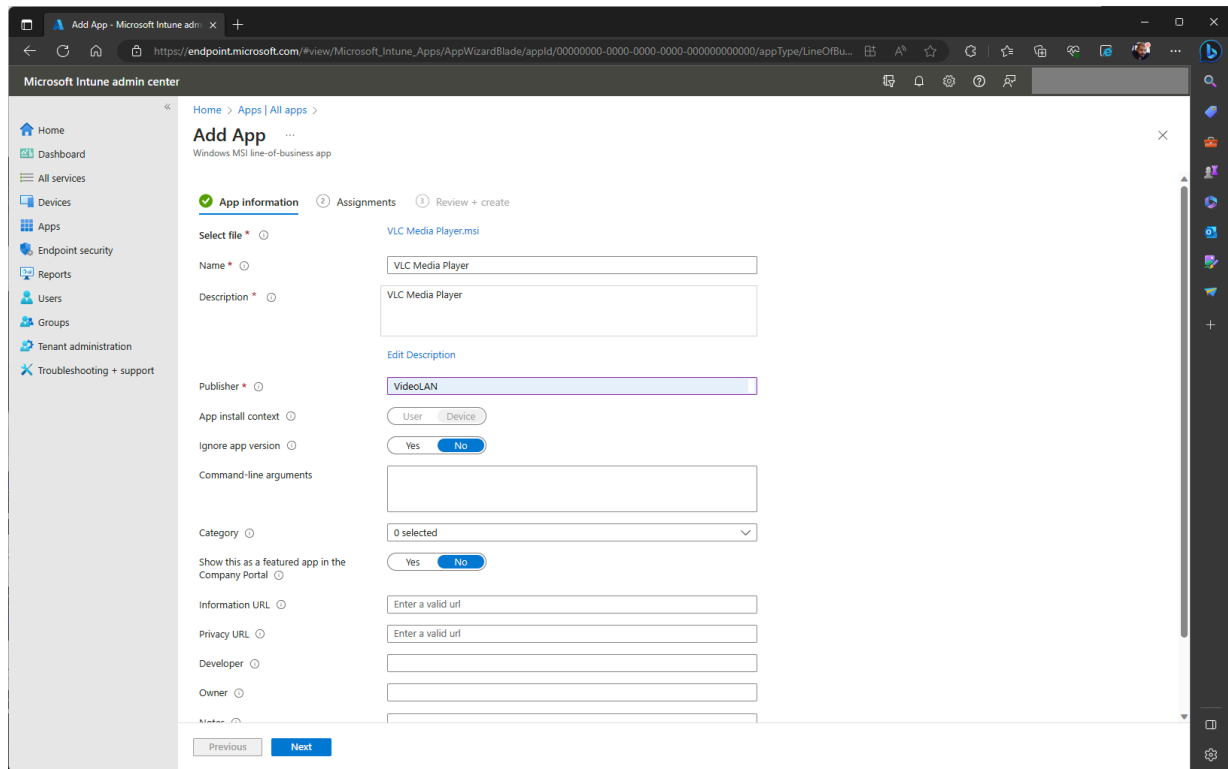 Add App - Microsoft Intune adm
https://endpoint.microsoft.com/#view/Microsoft_Intune_Apps/AppWizardBlade/appId/00000000-0000-0000-0000-000000000000/appType/LineOfBu...
Microsoft Intune admin center
Home > Apps | All apps >
Add App ...
Windows MSI line-of-business app
Home
Dashboard
All services
Devices
Apps
Endpoint security
Reports
Users
Groups
Tenant administration
Troubleshooting + support
App information 2 Assignments 3 Review + create
Select file * VLC Media Player.msi
Name * VLC Media Player
Description * VLC Media Player
Edit Description
Publisher * VideoLAN
App install context User Device
Ignore app version Yes No
Command-line arguments
Category 0 selected
Show this as a featured app in the
Company Portal Yes No
Information URL Enter a valid url
Privacy URL Enter a valid url
Developer
Owner
Notes
Previous Next